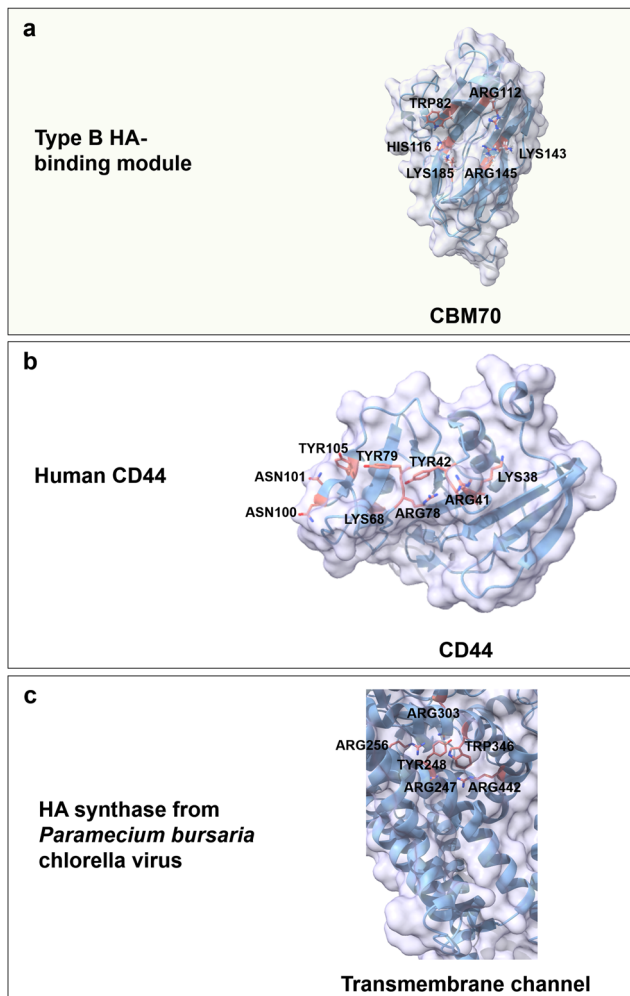 a
Type B HA-
binding module
TRP82
ARG112
HIS116
LYS143
LYS185
ARG145
CBM70
b
Human CD44
TYR105
TYR79
TYR42
ASN101
LYS38
ARG41
ASN100
LYS68
ARG78
CD44
c
HA synthase from
Paramecium bursaria
chlorella virus
ARG303
ARG256
TRP346
TYR248
ARG247
ARG442
Transmembrane channel